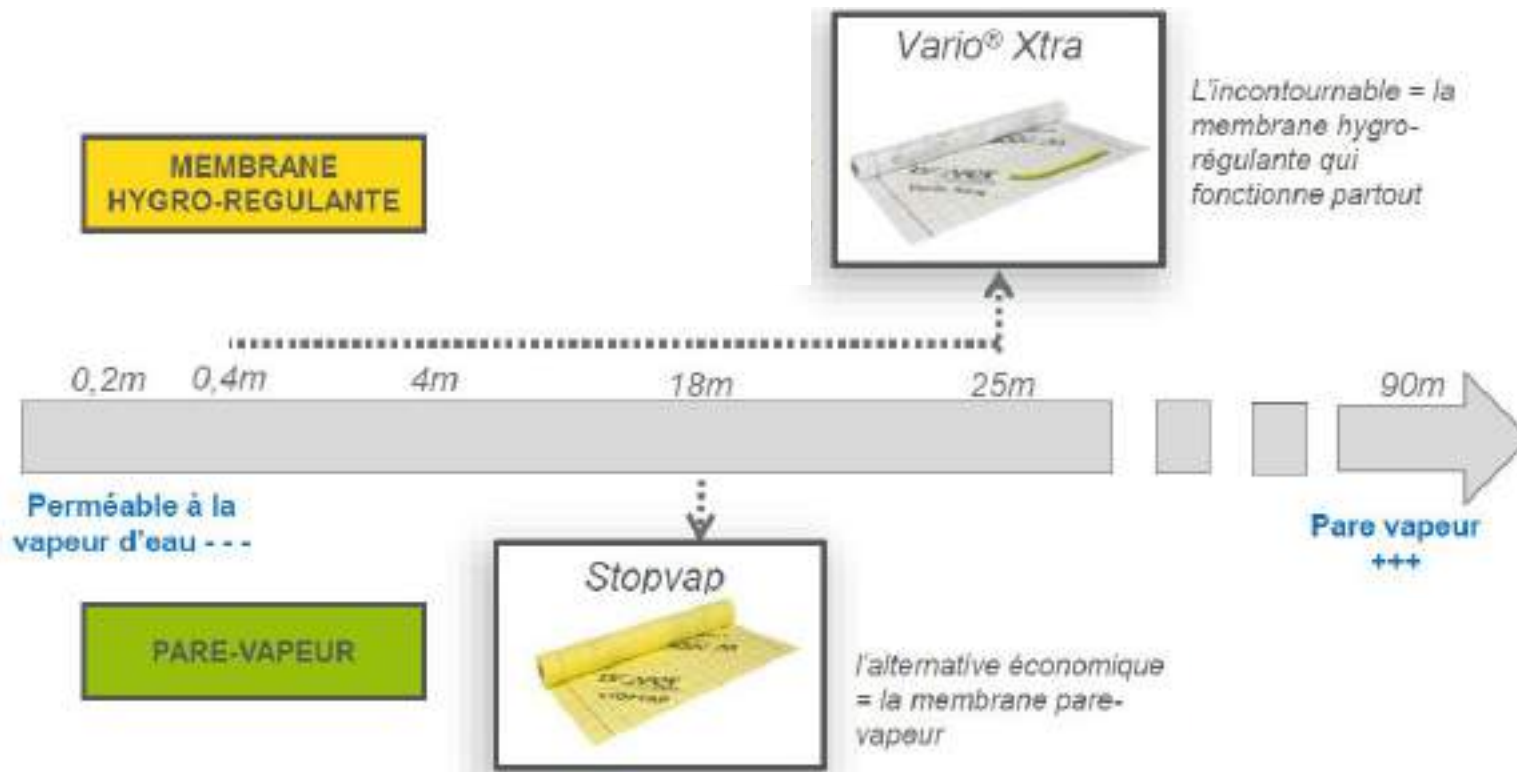 Vario® Xtra
L'incontournable = la
membrane hygro-
régulante qui
fonctionne partout
MEMBRANE
HYGRO-REGULANTE
0,2m 0,4m 4m 18m 25m 90m
Perméable à la
vapeur d'eau - - -
Pare vapeur
+++
Stopvap
PARE-VAPEUR
l'alternative économique
= la membrane pare-
vapeur